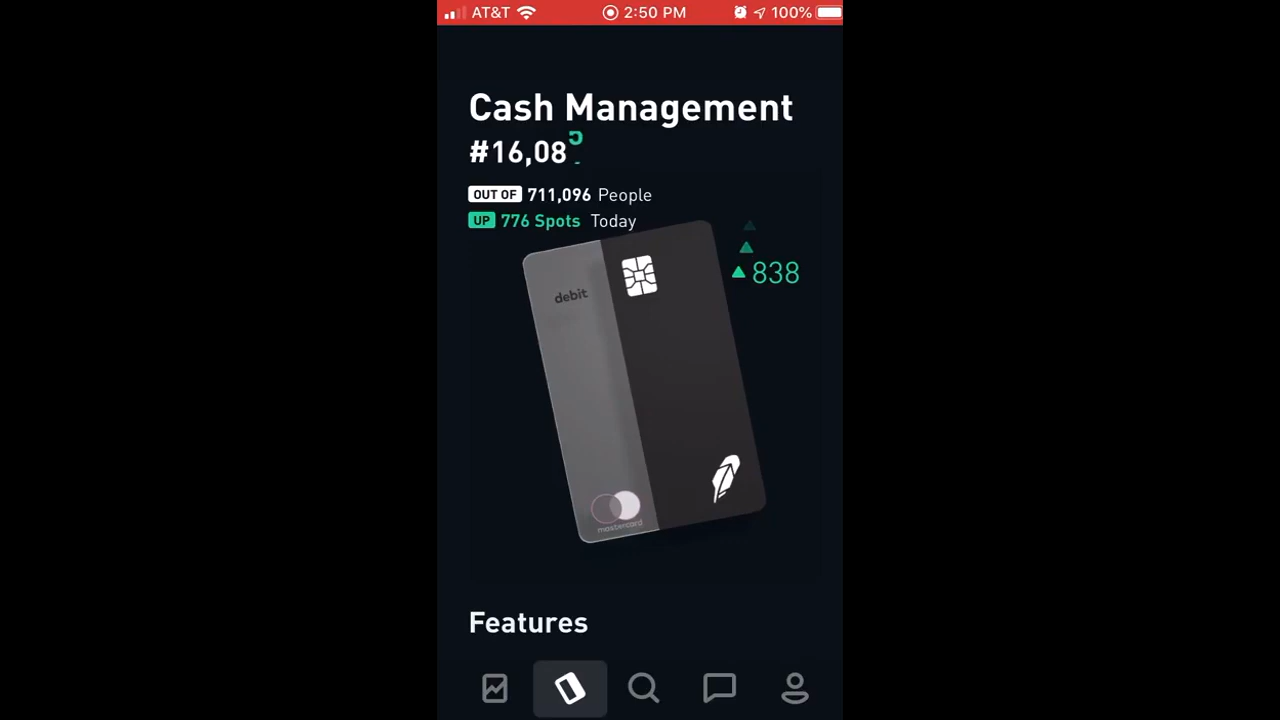 AT&T 2:50 PM 100%
Cash Management
#16,08
OUT OF 711,096 People
UP 776 Spots Today
838
debit
mastercard
Features